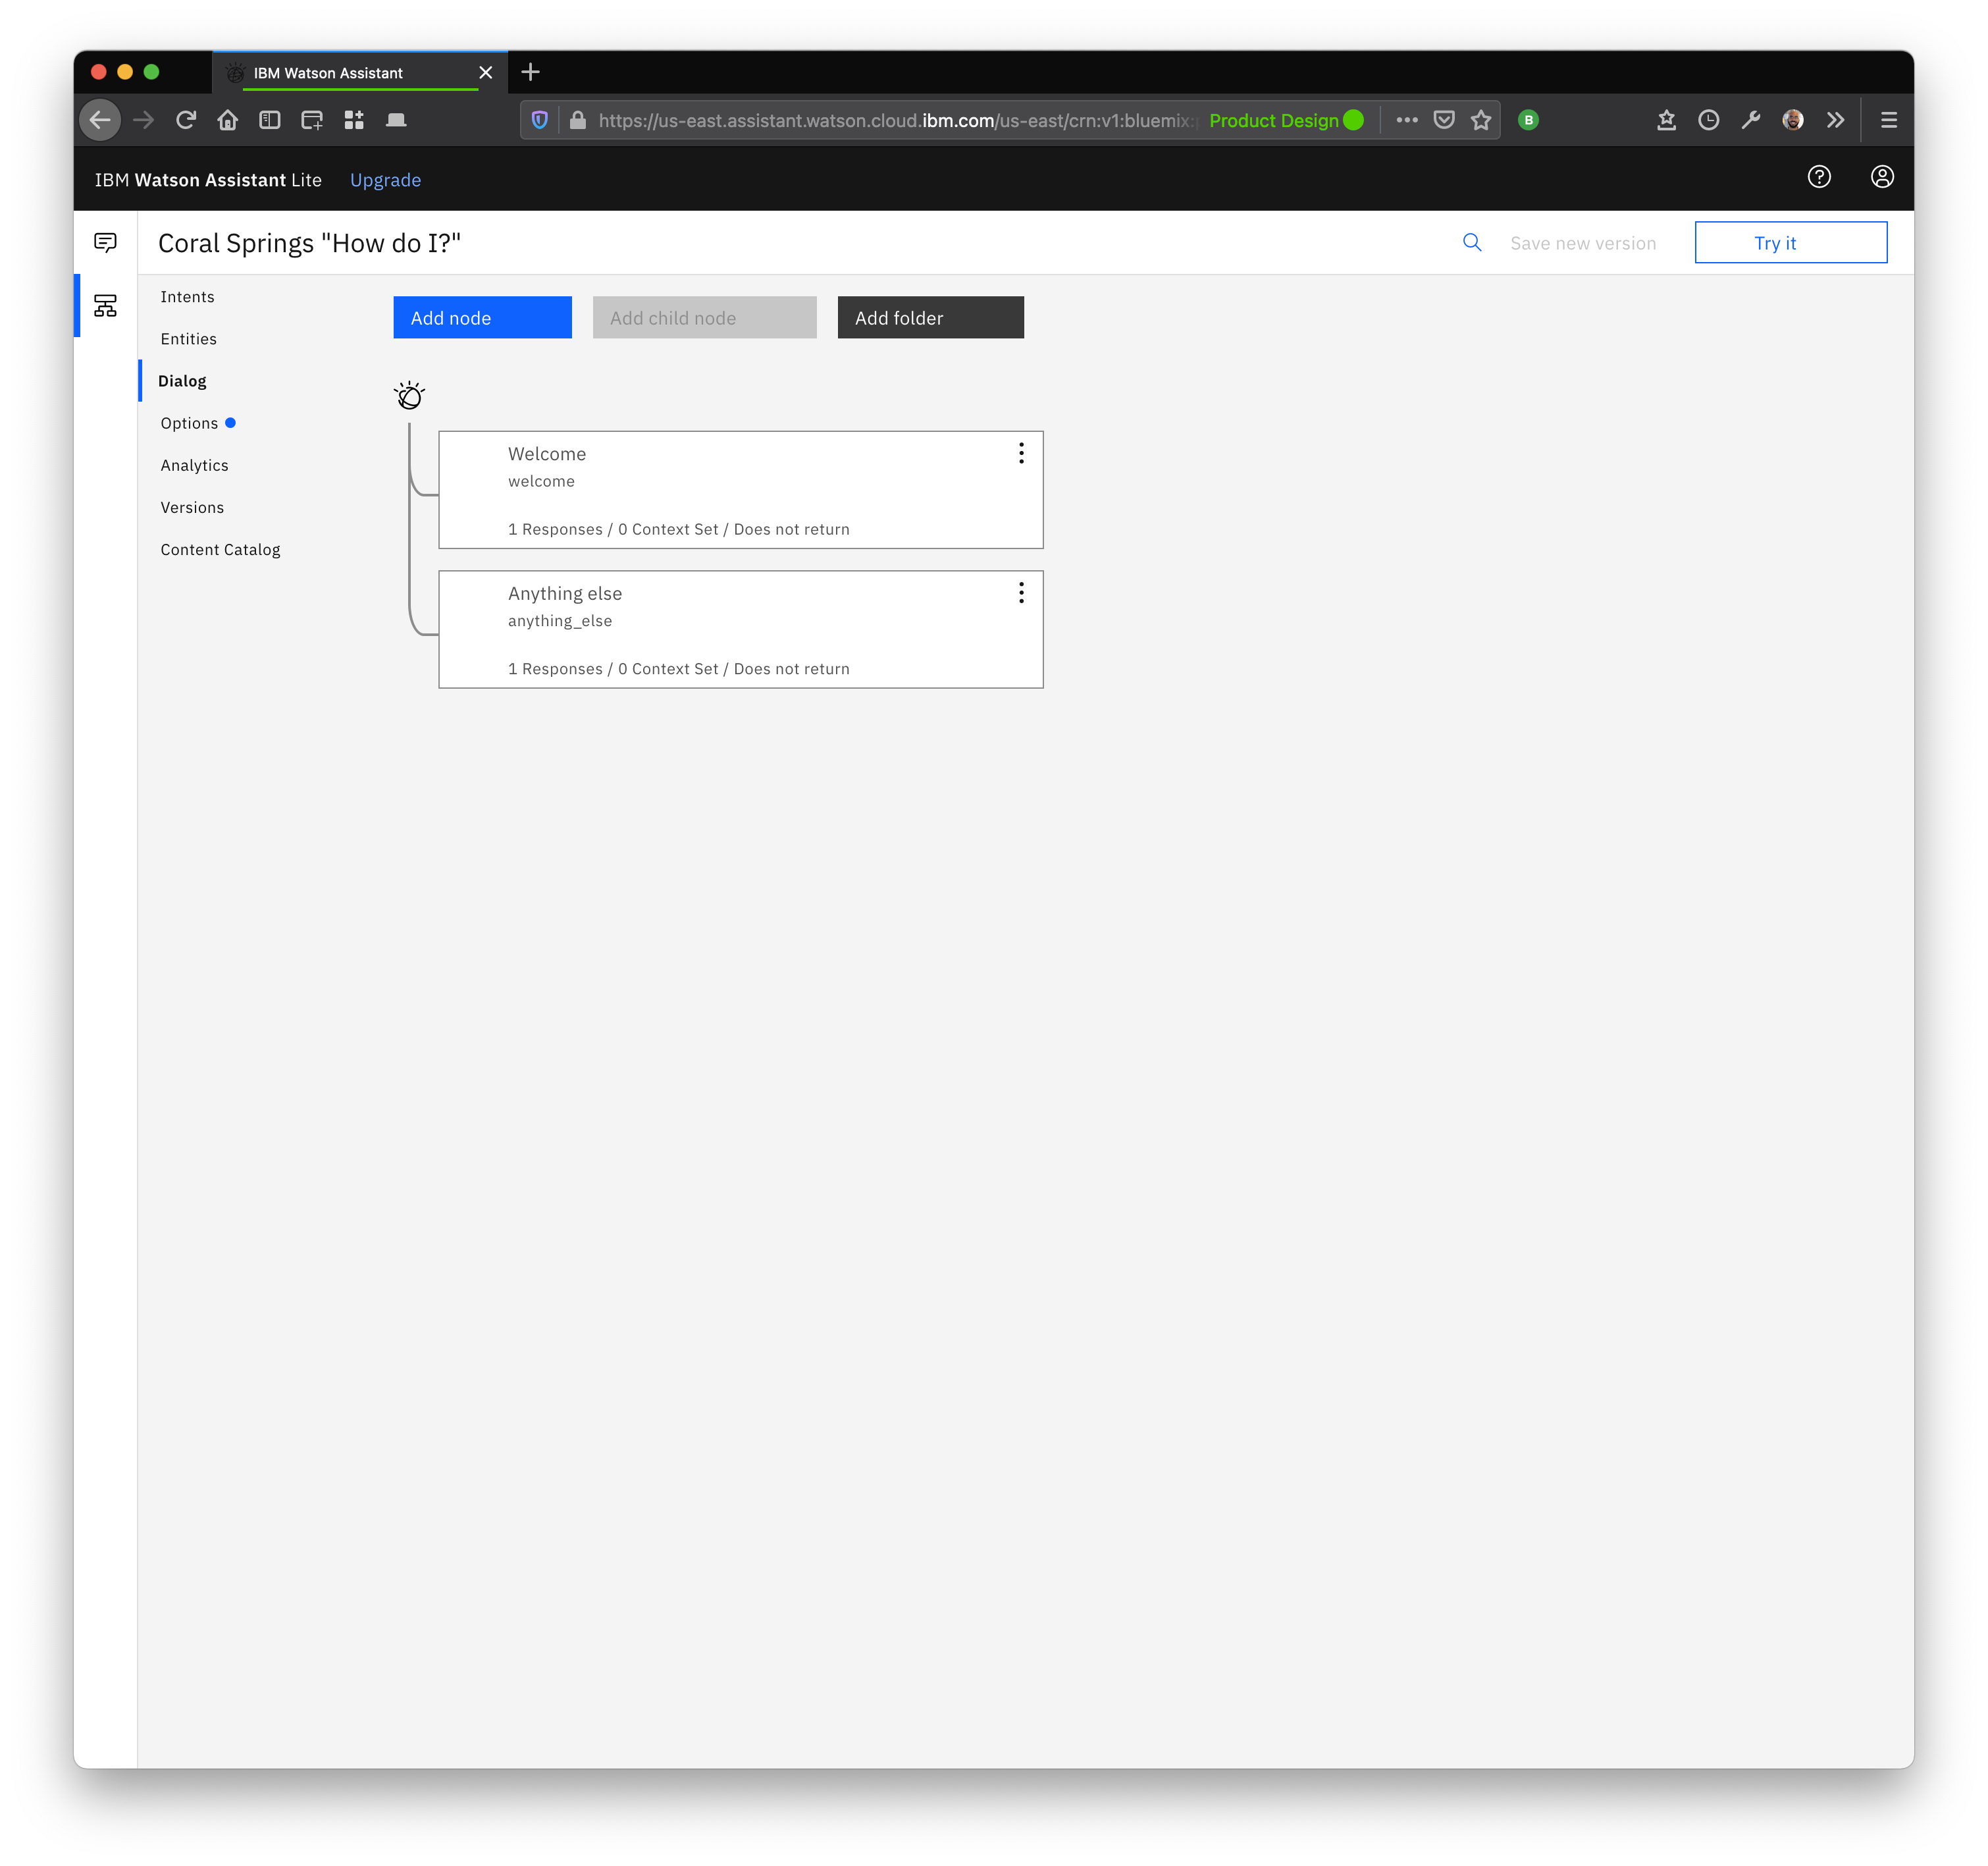 IBM Watson Assistant
https://us-east.assistant.watson.cloud.ibm.com/us-east/crn:v1:bluemix: Product Design
B
IBM Watson Assistant Lite Upgrade
Coral Springs "How do I?" Save new version Try it
Intents
Entities
Dialog
Options
Analytics
Versions
Content Catalog
Add node Add child node Add folder
Welcome
welcome
1 Responses / 0 Context Set / Does not return
Anything else
anything_else
1 Responses / 0 Context Set / Does not return